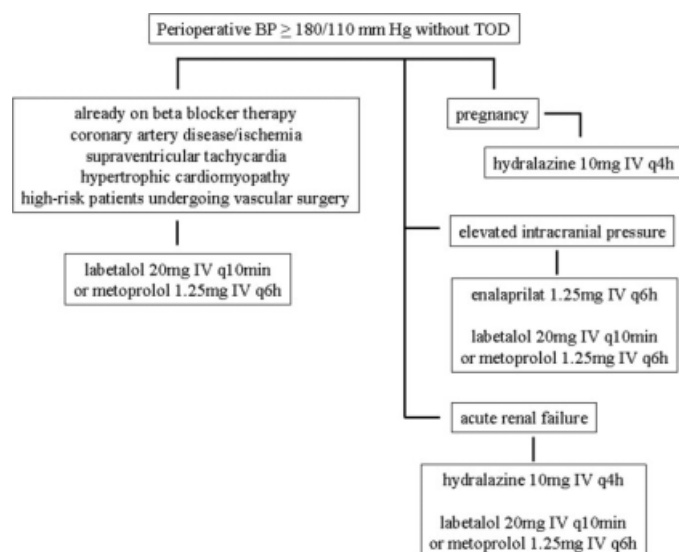 Perioperative BP ≥ 180/110 mm Hg without TOD
already on beta blocker therapy
coronary artery disease/ischemia
supraventricular tachycardia
hypertrophic cardiomyopathy
high-risk patients undergoing vascular surgery
labetalol 20mg IV q10min
or metoprolol 1.25mg IV q6h
pregnancy
hydralazine 10mg IV q4h
elevated intracranial pressure
enalaprilat 1.25mg IV q6h
labetalol 20mg IV q10min
or metoprolol 1.25mg IV q6h
acute renal failure
hydralazine 10mg IV q4h
labetalol 20mg IV q10min
or metoprolol 1.25mg IV q6h